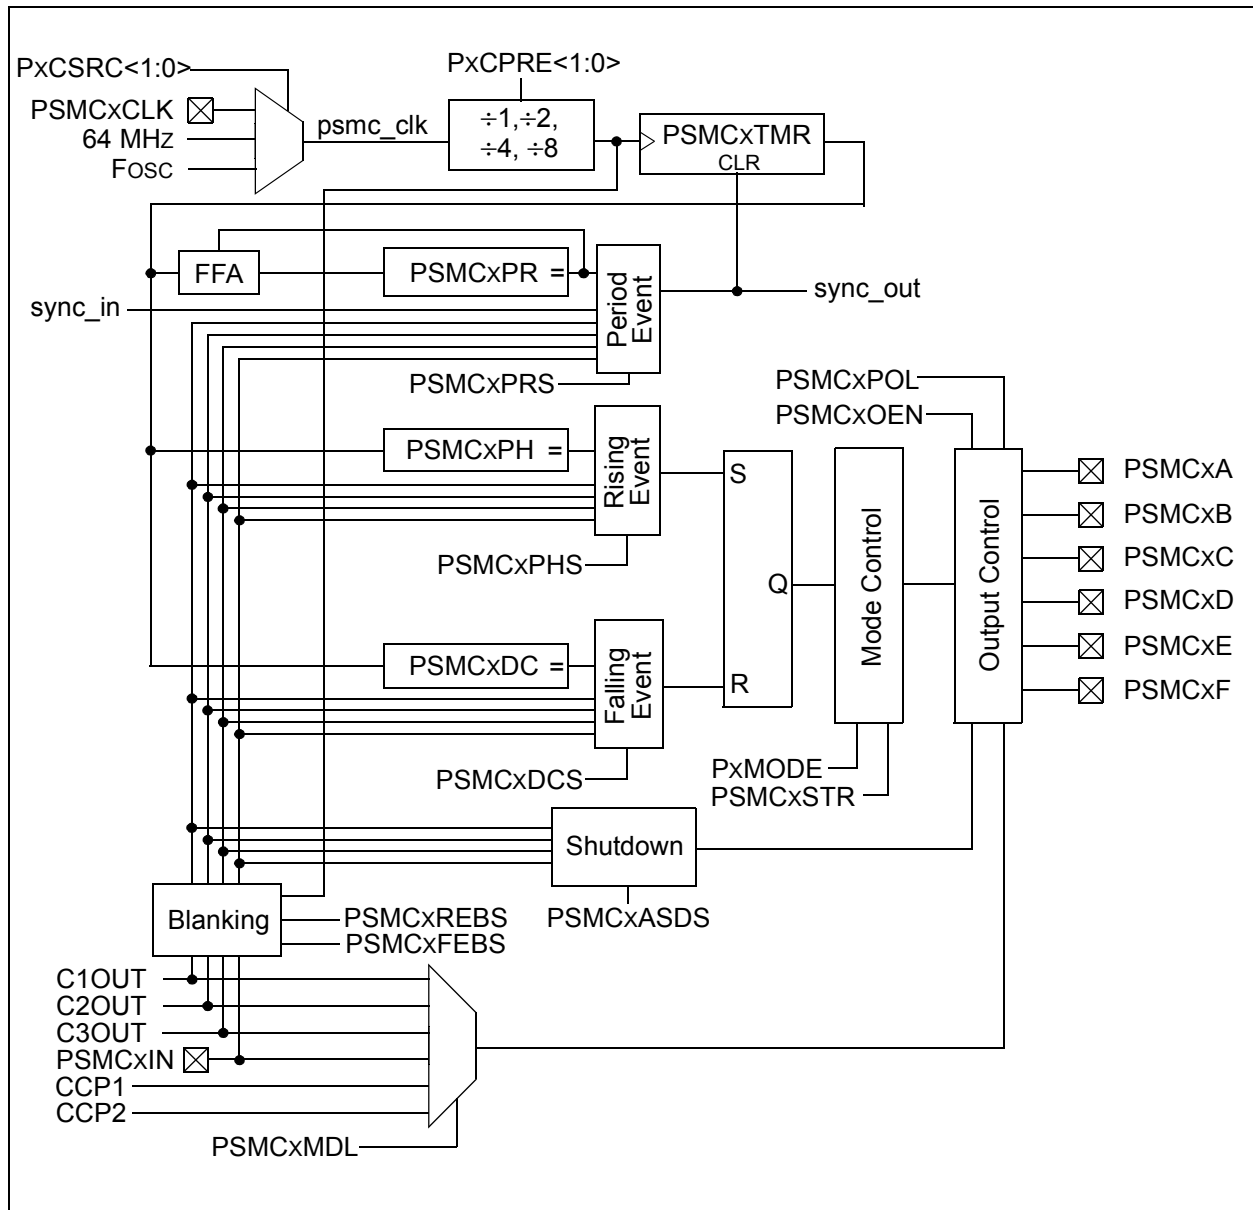 PxCSRC<1:0>
PxCPRE<1:0>
PSMCxCLK
64 MHz
FOSC
psmc_clk
÷1,÷2,
÷4, ÷8
PSMCxTMR
CLR
FFA
PSMCxPR =
sync_in
Period
Event
sync_out
PSMCxPRS
PSMCxPOL
PSMCxOEN
PSMCxPH =
Rising
Event
PSMCxPHS
S
Q
R
Mode Control
Output Control
PSMCxA
PSMCxB
PSMCxC
PSMCxD
PSMCxE
PSMCxF
PSMCxDC =
Falling
Event
PSMCxDCS
PxMODE
PSMCxSTR
Shutdown
PSMCxASDS
Blanking
PSMCxREBS
PSMCxFEBS
C1OUT
C2OUT
C3OUT
PSMCxIN
CCP1
CCP2
PSMCxMDL